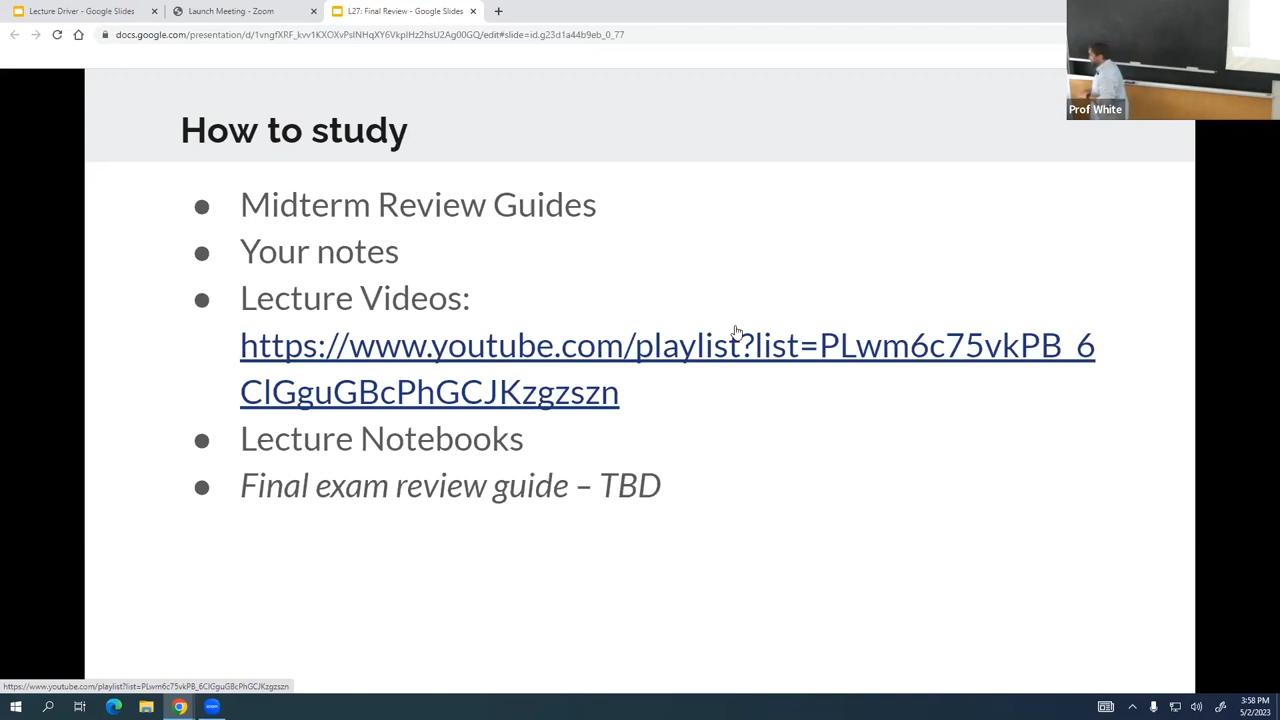 Lecture Driver - Google Slides
Launch Meeting - Zoom
L27: Final Review - Google Slides
docs.google.com/presentation/d/1vngfXRF_kvv1KXOXvPsINHqXY6VkpIHz2hsU2Ag00GQ/edit#slide=id.g23d1a44b9eb_0_77
Prof White
How to study
● Midterm Review Guides
● Your notes
● Lecture Videos:
https://www.youtube.com/playlist?list=PLwm6c75vkPB_6
ClGguGBcPhGCJKzgzszn
● Lecture Notebooks
● Final exam review guide – TBD
https://www.youtube.com/playlist?list=PLwm6c75vkPB_6ClGguGBcPhGCJKzgzszn
3:58 PM
5/2/2023